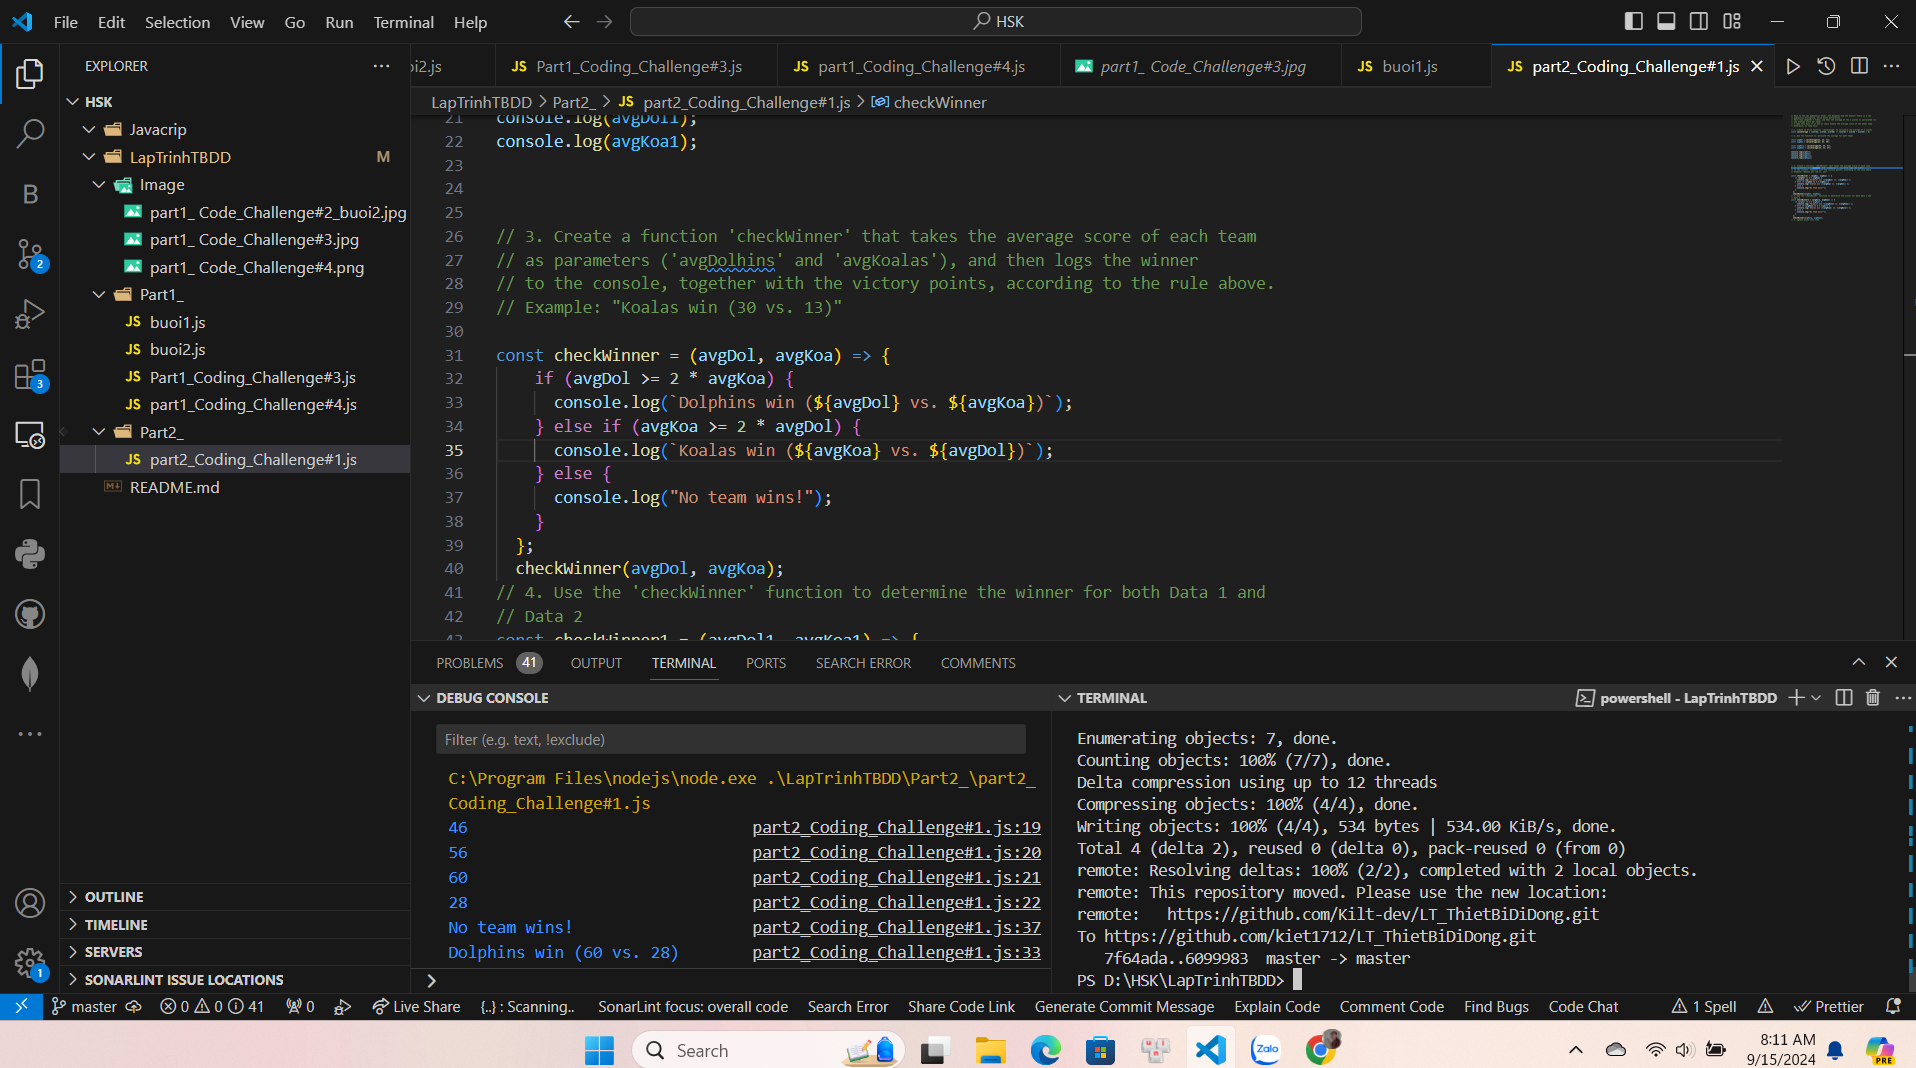 File Edit Selection View Go Run Terminal Help
HSK
EXPLORER
HSK
Javacrip
LapTrinhTBDD M
Image
part1_ Code_Challenge#2_buoi2.jpg
part1_ Code_Challenge#3.jpg
part1_ Code_Challenge#4.png
Part1_
JS buoi1.js
JS buoi2.js
JS Part1_Coding_Challenge#3.js
JS part1_Coding_Challenge#4.js
Part2_
JS part2_Coding_Challenge#1.js
README.md
OUTLINE
TIMELINE
SERVERS
SONARLINT ISSUE LOCATIONS
B
2
3
1
oi2.js
JS Part1_Coding_Challenge#3.js
JS part1_Coding_Challenge#4.js
part1_ Code_Challenge#3.jpg
JS buoi1.js
JS part2_Coding_Challenge#1.js
LapTrinhTBDD > Part2_ > JS part2_Coding_Challenge#1.js > checkWinner
21 console.log(avgDol1);
22 console.log(avgKoa1);
23
24
25
26 // 3. Create a function 'checkWinner' that takes the average score of each team
27 // as parameters ('avgDolhins' and 'avgKoalas'), and then logs the winner
28 // to the console, together with the victory points, according to the rule above.
29 // Example: "Koalas win (30 vs. 13)"
30
31 const checkWinner = (avgDol, avgKoa) => {
32 if (avgDol >= 2 * avgKoa) {
33 console.log(`Dolphins win (${avgDol} vs. ${avgKoa})`);
34 } else if (avgKoa >= 2 * avgDol) {
35 console.log(`Koalas win (${avgKoa} vs. ${avgDol})`);
36 } else {
37 console.log("No team wins!");
38 }
39 };
40 checkWinner(avgDol, avgKoa);
41 // 4. Use the 'checkWinner' function to determine the winner for both Data 1 and
42 // Data 2
43 const checkWinner1 = (avgDol1, avgKoa1) => {
PROBLEMS 41 OUTPUT TERMINAL PORTS SEARCH ERROR COMMENTS
DEBUG CONSOLE
Filter (e.g. text, !exclude)
C:\Program Files\nodejs\node.exe .\LapTrinhTBDD\Part2_\part2_
Coding_Challenge#1.js
46 part2_Coding_Challenge#1.js:19
56 part2_Coding_Challenge#1.js:20
60 part2_Coding_Challenge#1.js:21
28 part2_Coding_Challenge#1.js:22
No team wins! part2_Coding_Challenge#1.js:37
Dolphins win (60 vs. 28) part2_Coding_Challenge#1.js:33
>
TERMINAL
powershell - LapTrinhTBDD
Enumerating objects: 7, done.
Counting objects: 100% (7/7), done.
Delta compression using up to 12 threads
Compressing objects: 100% (4/4), done.
Writing objects: 100% (4/4), 534 bytes | 534.00 KiB/s, done.
Total 4 (delta 2), reused 0 (delta 0), pack-reused 0 (from 0)
remote: Resolving deltas: 100% (2/2), completed with 2 local objects.
remote: This repository moved. Please use the new location:
remote:   https://github.com/Kilt-dev/LT_ThietBiDiDong.git
To https://github.com/kiet1712/LT_ThietBiDiDong.git
7f64ada..6099983  master -> master
PS D:\HSK\LapTrinhTBDD>
master 0 0 41 0 Live Share {..} : Scanning.. SonarLint focus: overall code Search Error Share Code Link Generate Commit Message Explain Code Comment Code Find Bugs Code Chat 1 Spell Prettier
Search
Zalo
8:11 AM
9/15/2024
PRE